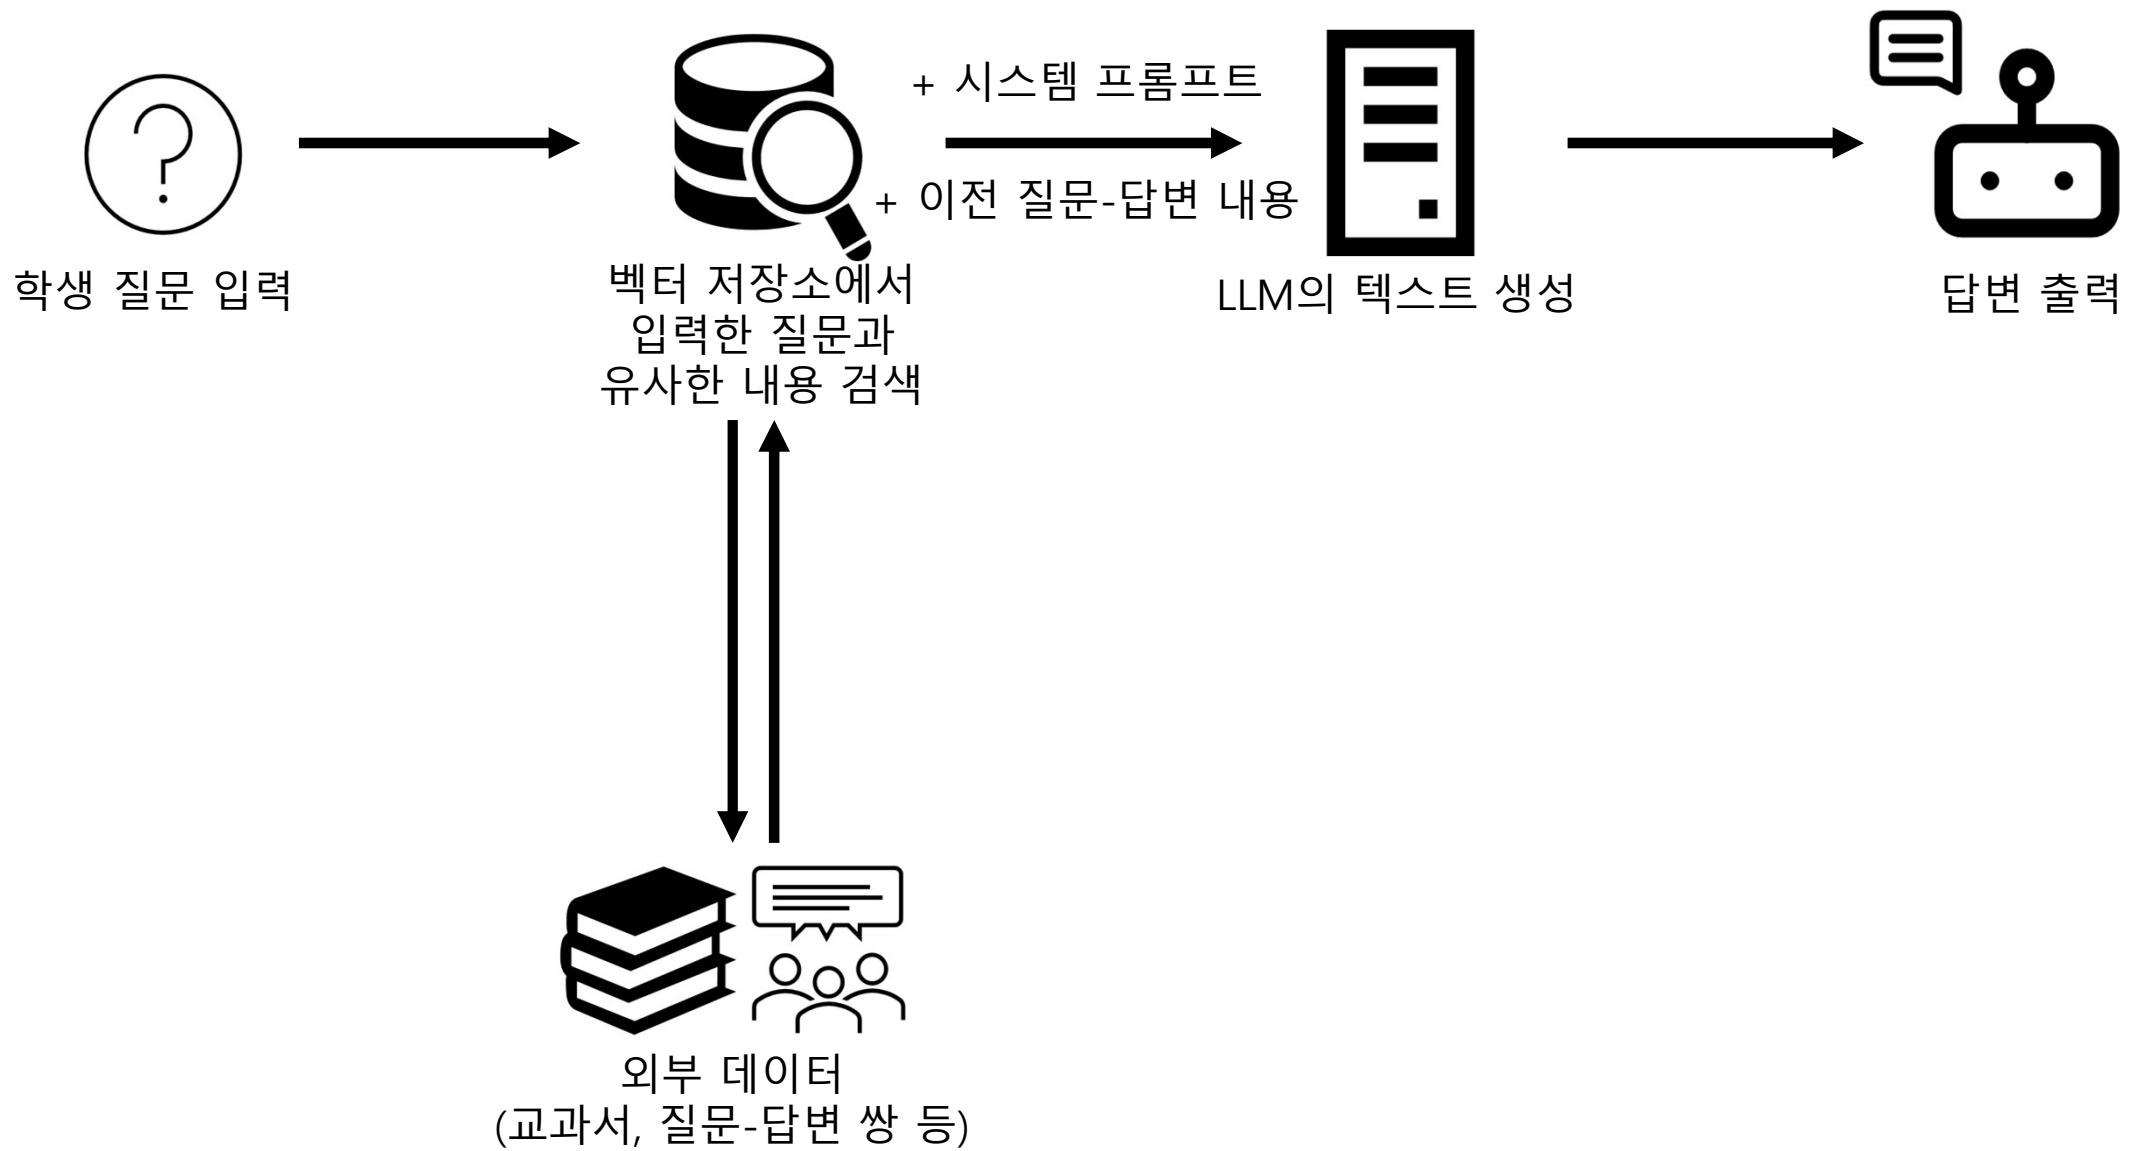 학생 질문 입력
벡터 저장소에서
입력한 질문과
유사한 내용 검색
+ 시스템 프롬프트
+ 이전 질문-답변 내용
LLM의 텍스트 생성
답변 출력
외부 데이터
(교과서, 질문-답변 쌍 등)